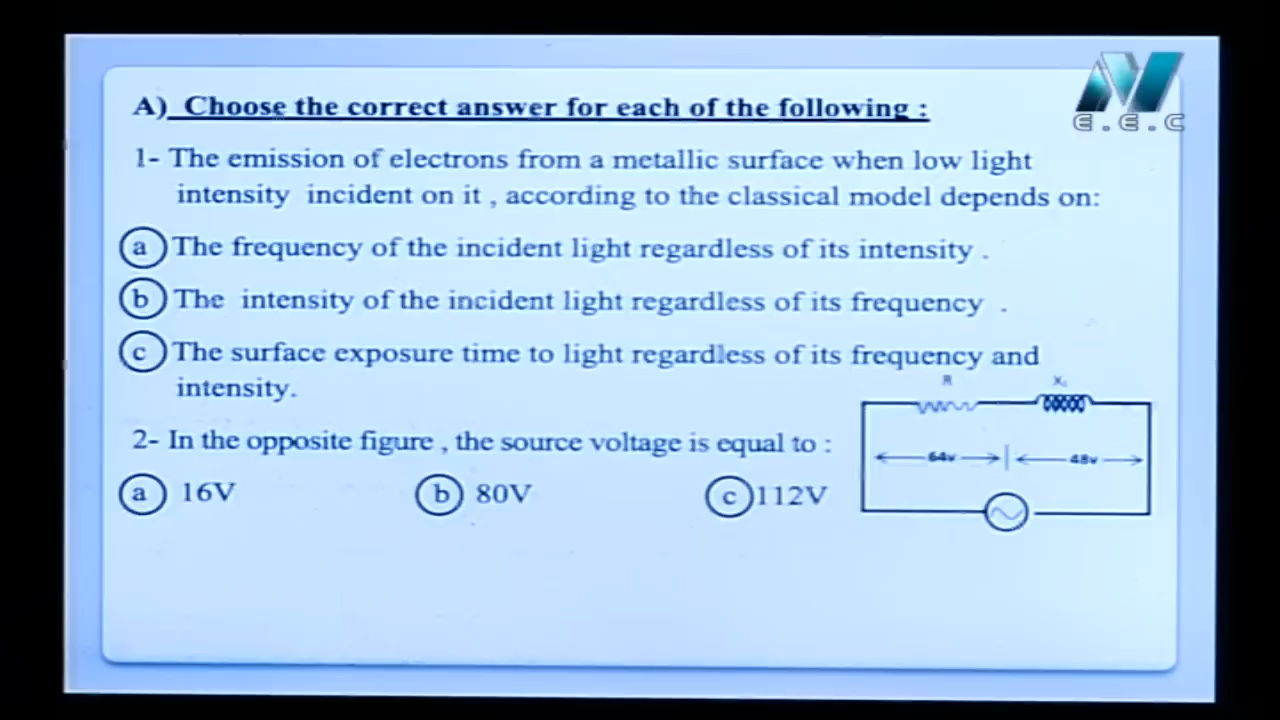 E.E.C
A) Choose the correct answer for each of the following :
1- The emission of electrons from a metallic surface when low light
intensity incident on it , according to the classical model depends on:
a The frequency of the incident light regardless of its intensity .
b The intensity of the incident light regardless of its frequency .
c The surface exposure time to light regardless of its frequency and
intensity.
R XL
2- In the opposite figure , the source voltage is equal to :
64v 48v
a 16V b 80V c 112V